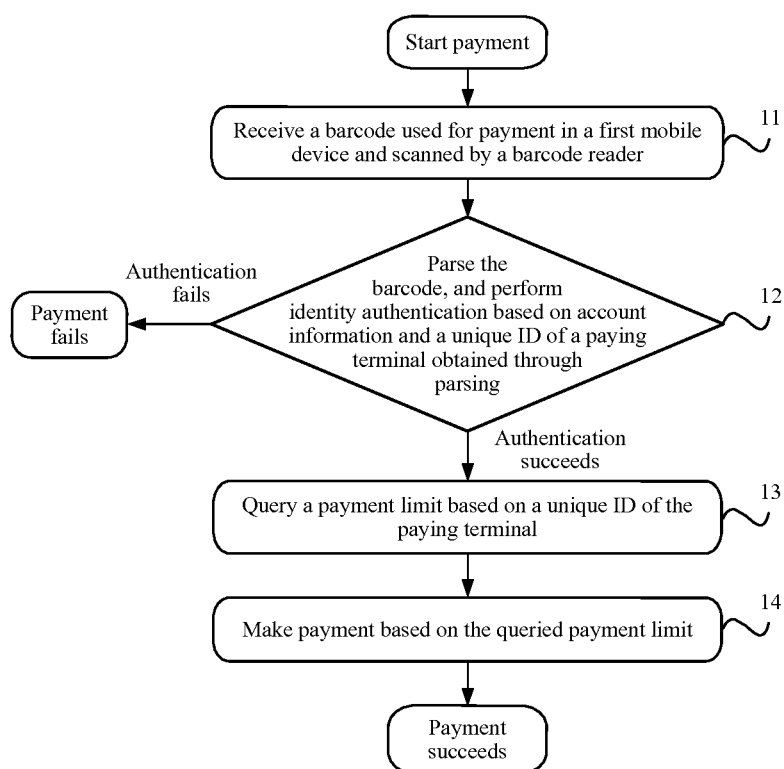 Start payment
11
Receive a barcode used for payment in a first mobile
device and scanned by a barcode reader
Authentication
fails
Parse the
barcode, and perform
identity authentication based on account
information and a unique ID of a paying
terminal obtained through
parsing
12
Payment
fails
Authentication
succeeds
13
Query a payment limit based on a unique ID of the
paying terminal
14
Make payment based on the queried payment limit
Payment
succeeds